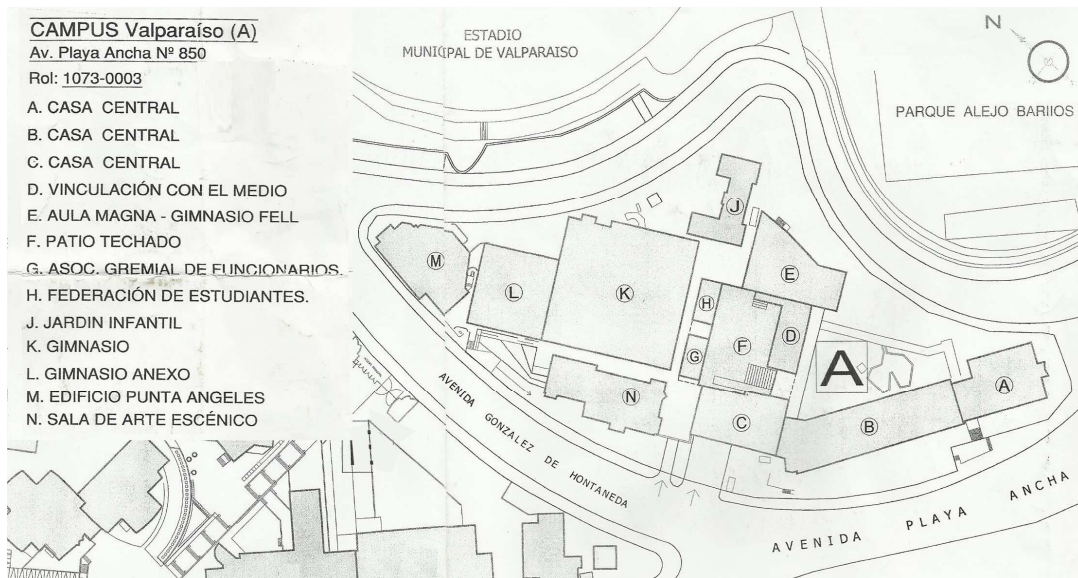 CAMPUS Valparaíso (A)
Av. Playa Ancha Nº 850
Rol: 1073-0003
A. CASA CENTRAL
B. CASA CENTRAL
C. CASA CENTRAL
D. VINCULACIÓN CON EL MEDIO
E. AULA MAGNA - GIMNASIO FELL
F. PATIO TECHADO
G. ASOC. GREMIAL DE FUNCIONARIOS.
H. FEDERACIÓN DE ESTUDIANTES.
J. JARDIN INFANTIL
K. GIMNASIO
L. GIMNASIO ANEXO
M. EDIFICIO PUNTA ANGELES
N. SALA DE ARTE ESCÉNICO
ESTADIO
MUNICIPAL DE VALPARAISO
N
PARQUE ALEJO BARIIOS
J
M
E
L
K
H
F
D
G
A
A
N
C
B
AVENIDA GONZALEZ DE HONTANEDA
AVENIDA PLAYA ANCHA